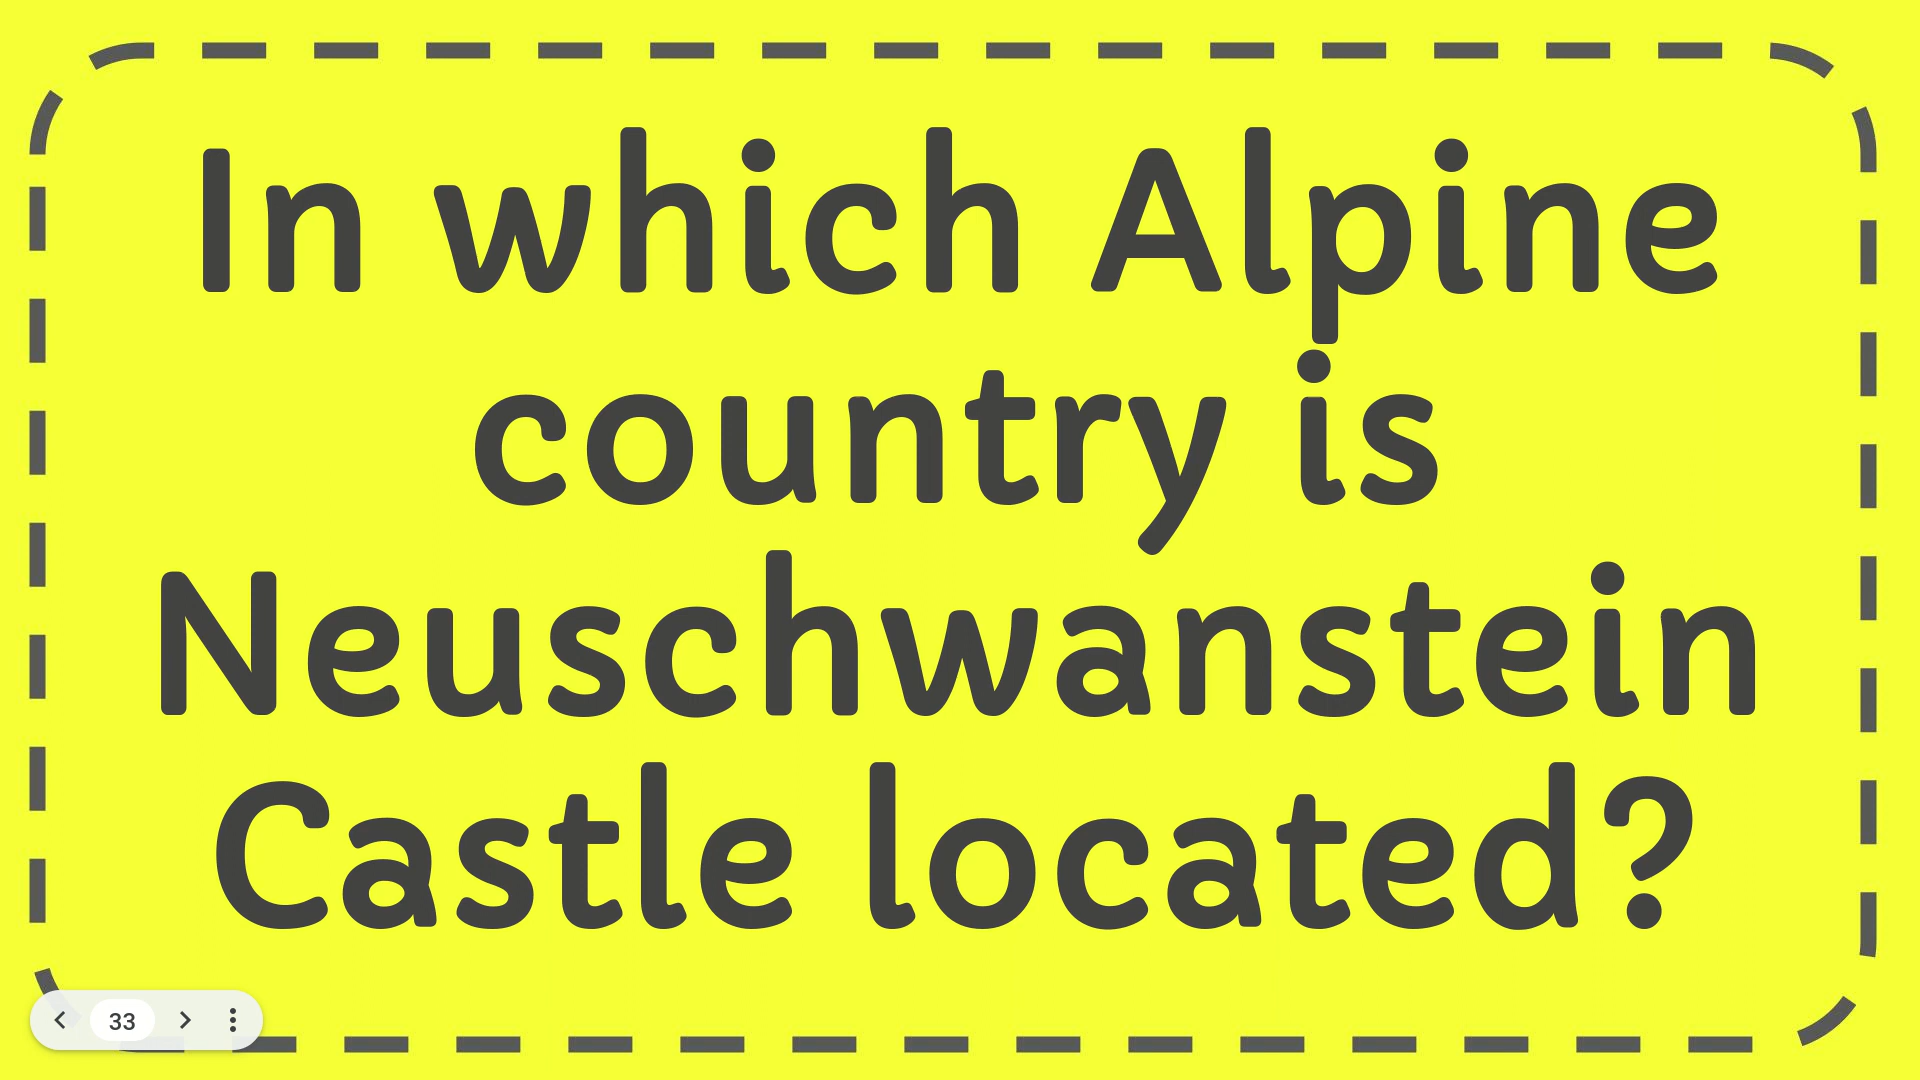 In which Alpine
country is
Neuschwanstein
Castle located?
33